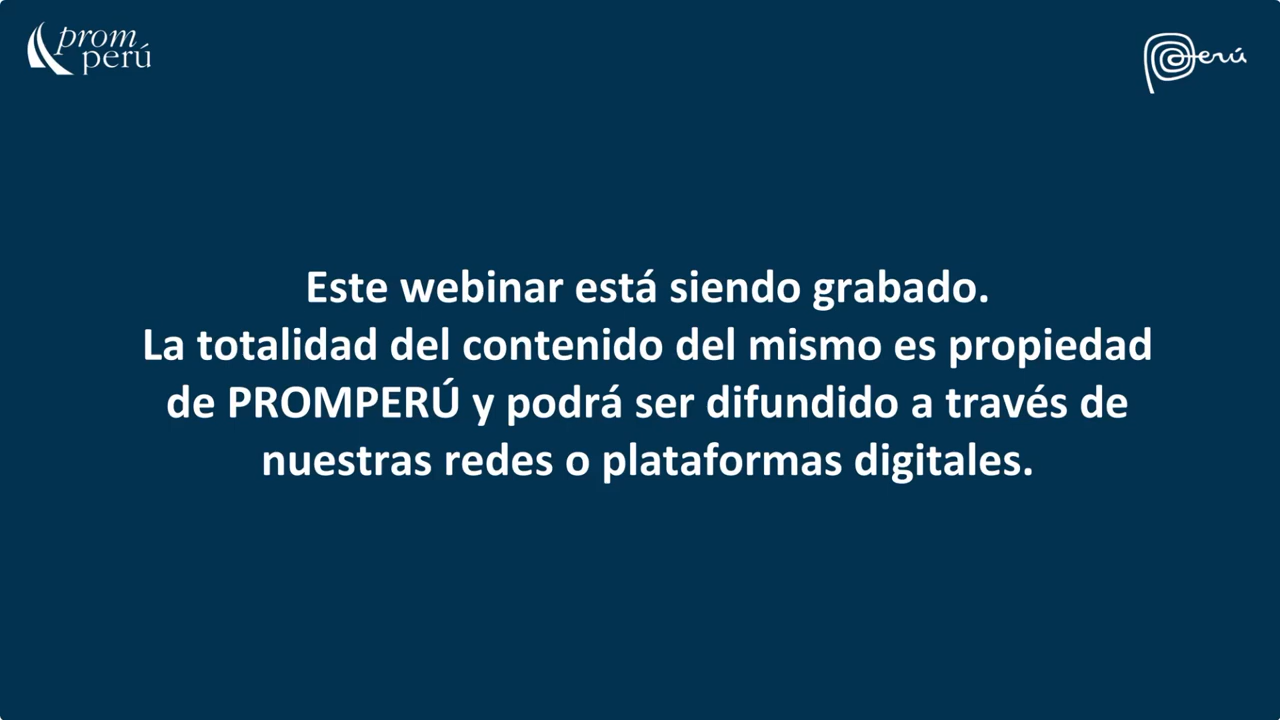 prom
perú
Perú
Este webinar está siendo grabado.
La totalidad del contenido del mismo es propiedad
de PROMPERÚ y podrá ser difundido a través de
nuestras redes o plataformas digitales.